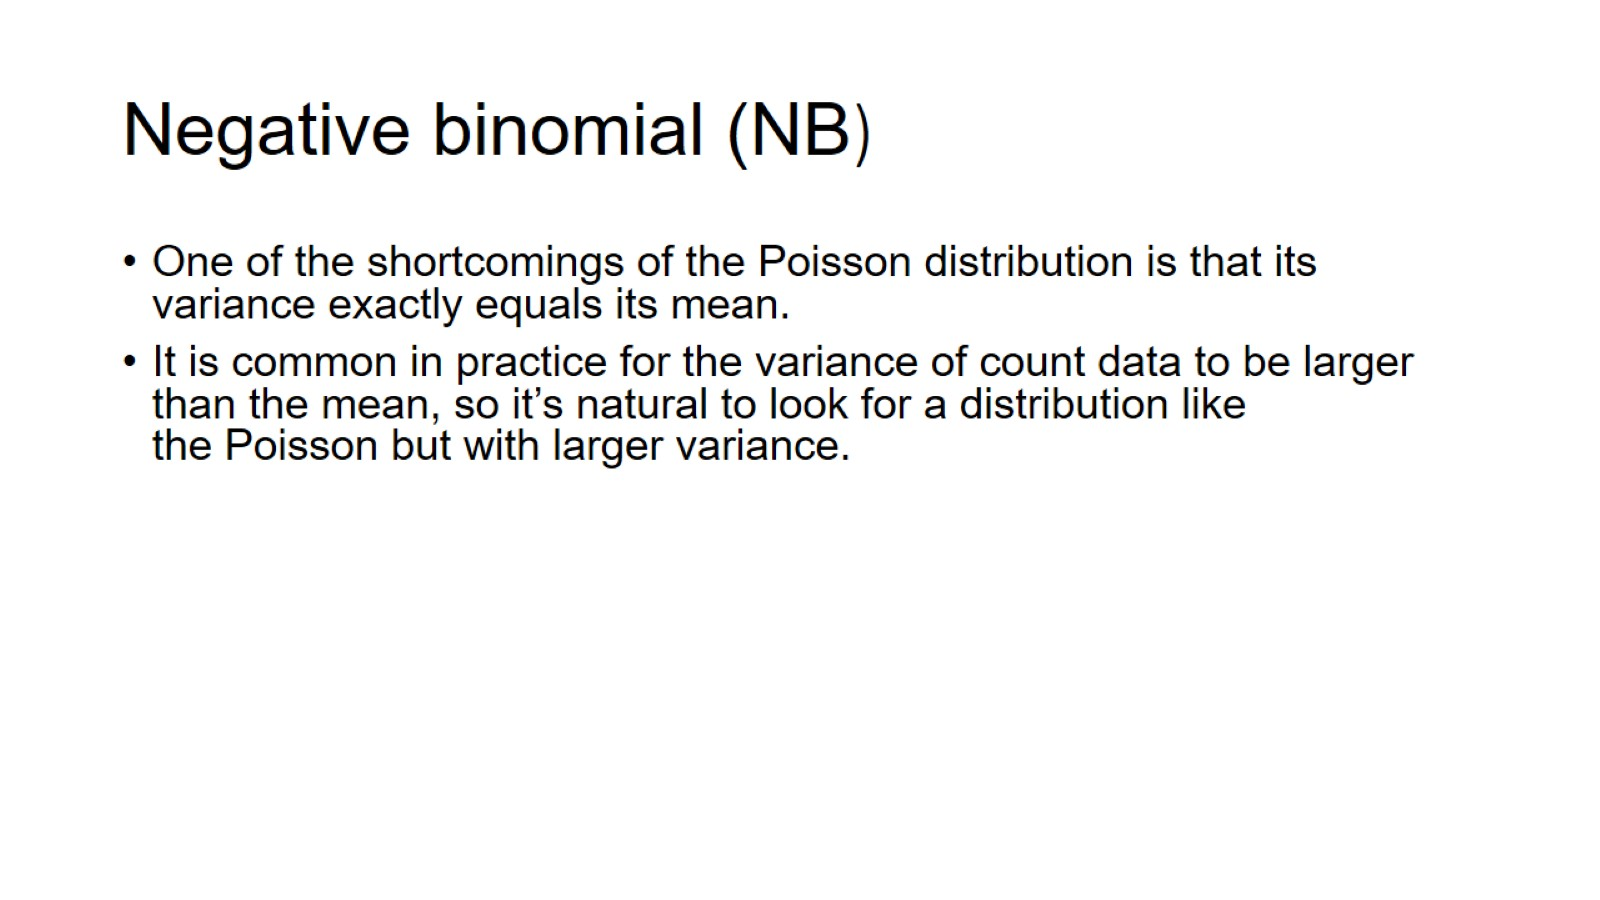 Negative binomial (NB)
• One of the shortcomings of the Poisson distribution is that its
variance exactly equals its mean.
• It is common in practice for the variance of count data to be larger
than the mean, so it’s natural to look for a distribution like
the Poisson but with larger variance.